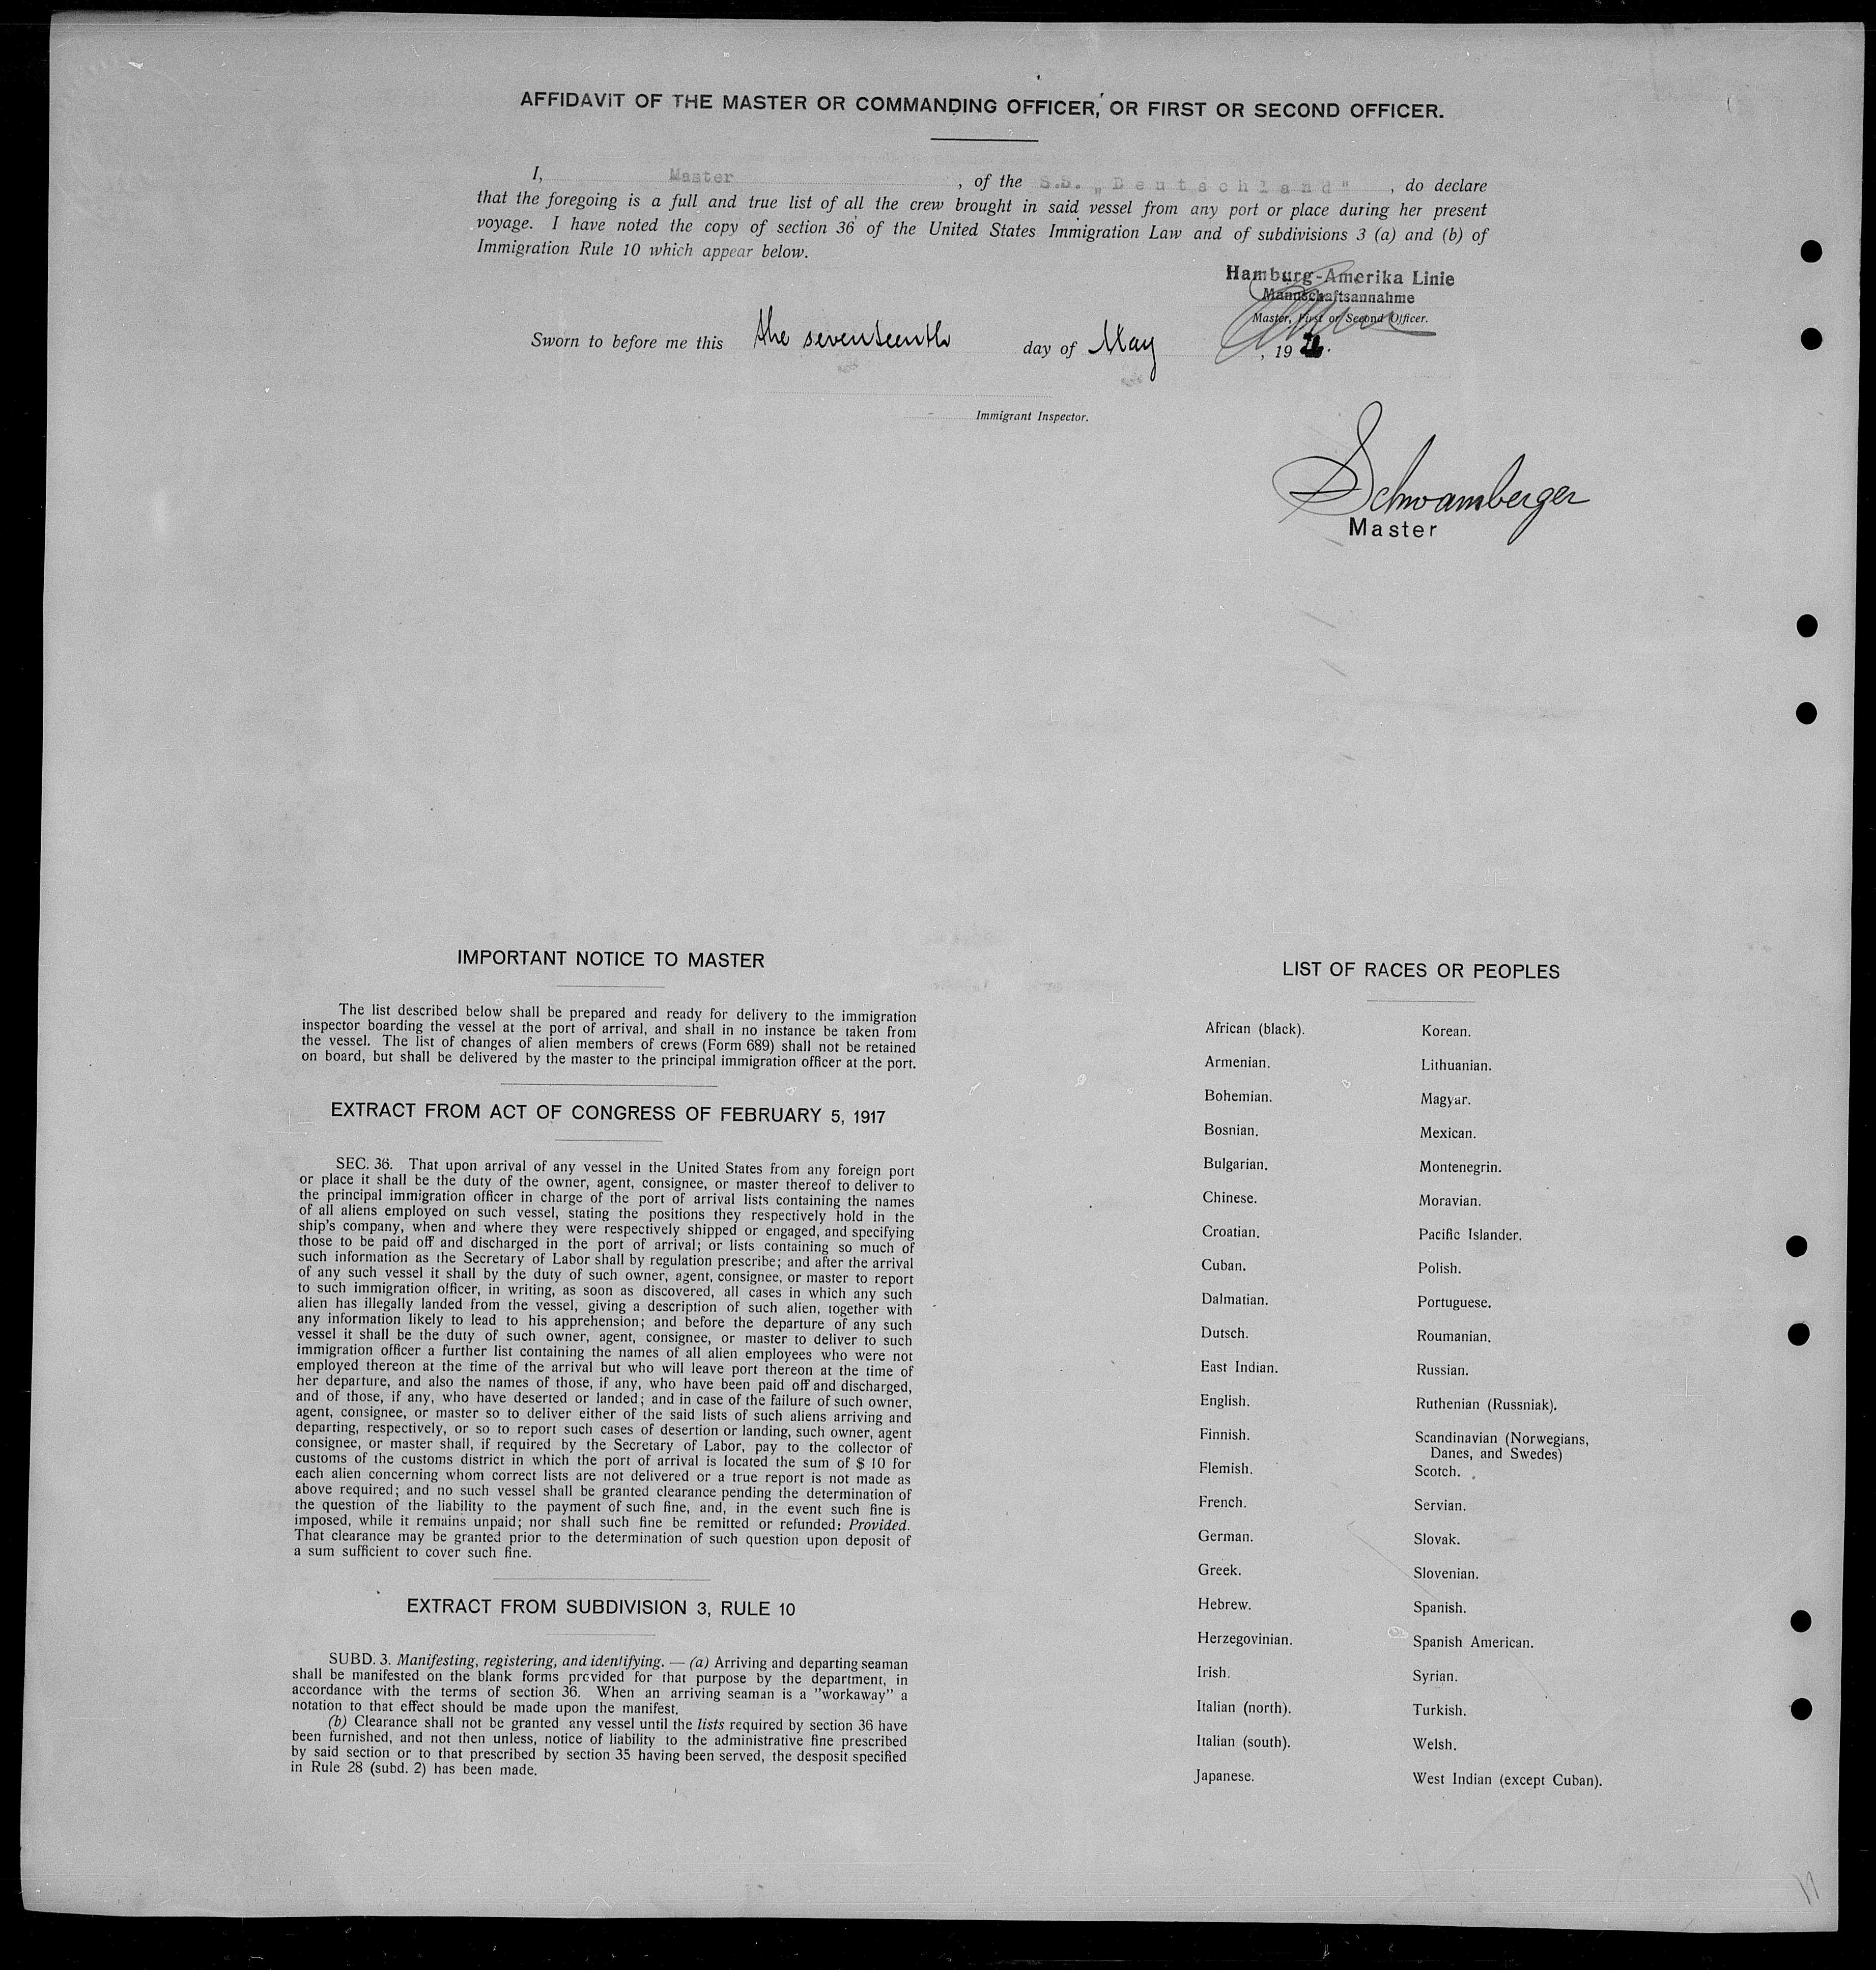 AFFIDAVIT OF THE MASTER OR COMMANDING OFFICER, OR FIRST OR SECOND OFFICER.
I, Master, of the S.S. „Deutschland", do declare
that the foregoing is a full and true list of all the crew brought in said vessel from any port or place during her present
voyage. I have noted the copy of section 36 of the United States Immigration Law and of subdivisions 3 (a) and (b) of
Immigration Rule 10 which appear below.
Hamburg-Amerika Linie
Mannschaftsannahme
Master, First or Second Officer.
Sworn to before me this the seventeenth day of May, 19
Immigrant Inspector.
Schwamberger
Master
IMPORTANT NOTICE TO MASTER
The list described below shall be prepared and ready for delivery to the immigration
inspector boarding the vessel at the port of arrival, and shall in no instance be taken from
the vessel. The list of changes of alien members of crews (Form 689) shall not be retained
on board, but shall be delivered by the master to the principal immigration officer at the port.
EXTRACT FROM ACT OF CONGRESS OF FEBRUARY 5, 1917
SEC. 36. That upon arrival of any vessel in the United States from any foreign port
or place it shall be the duty of the owner, agent, consignee, or master thereof to deliver to
the principal immigration officer in charge of the port of arrival lists containing the names
of all aliens employed on such vessel, stating the positions they respectively hold in the
ship's company, when and where they were respectively shipped or engaged, and specifying
those to be paid off and discharged in the port of arrival; or lists containing so much of
such information as the Secretary of Labor shall by regulation prescribe; and after the arrival
of any such vessel it shall by the duty of such owner, agent, consignee, or master to report
to such immigration officer, in writing, as soon as discovered, all cases in which any such
alien has illegally landed from the vessel, giving a description of such alien, together with
any information likely to lead to his apprehension; and before the departure of any such
vessel it shall be the duty of such owner, agent, consignee, or master to deliver to such
immigration officer a further list containing the names of all alien employees who were not
employed thereon at the time of the arrival but who will leave port thereon at the time of
her departure, and also the names of those, if any, who have been paid off and discharged,
and of those, if any, who have deserted or landed; and in case of the failure of such owner,
agent, consignee, or master so to deliver either of the said lists of such aliens arriving and
departing, respectively, or so to report such cases of desertion or landing, such owner, agent
consignee, or master shall, if required by the Secretary of Labor, pay to the collector of
customs of the customs district in which the port of arrival is located the sum of $ 10 for
each alien concerning whom correct lists are not delivered or a true report is not made as
above required; and no such vessel shall be granted clearance pending the determination of
the question of the liability to the payment of such fine, and, in the event such fine is
imposed, while it remains unpaid; nor shall such fine be remitted or refunded: Provided.
That clearance may be granted prior to the determination of such question upon deposit of
a sum sufficient to cover such fine.
EXTRACT FROM SUBDIVISION 3, RULE 10
SUBD. 3. Manifesting, registering, and identifying. — (a) Arriving and departing seaman
shall be manifested on the blank forms provided for that purpose by the department, in
accordance with the terms of section 36. When an arriving seaman is a "workaway" a
notation to that effect should be made upon the manifest.
(b) Clearance shall not be granted any vessel until the lists required by section 36 have
been furnished, and not then unless, notice of liability to the administrative fine prescribed
by said section or to that prescribed by section 35 having been served, the desposit specified
in Rule 28 (subd. 2) has been made.
LIST OF RACES OR PEOPLES
African (black).
Armenian.
Bohemian.
Bosnian.
Bulgarian.
Chinese.
Croatian.
Cuban.
Dalmatian.
Dutsch.
East Indian.
English.
Finnish.
Flemish.
French.
German.
Greek.
Hebrew.
Herzegovinian.
Irish.
Italian (north).
Italian (south).
Japanese.
Korean.
Lithuanian.
Magyar.
Mexican.
Montenegrin.
Moravian.
Pacific Islander.
Polish.
Portuguese.
Roumanian.
Russian.
Ruthenian (Russniak).
Scandinavian (Norwegians,
Danes, and Swedes)
Scotch.
Servian.
Slovak.
Slovenian.
Spanish.
Spanish American.
Syrian.
Turkish.
Welsh.
West Indian (except Cuban).